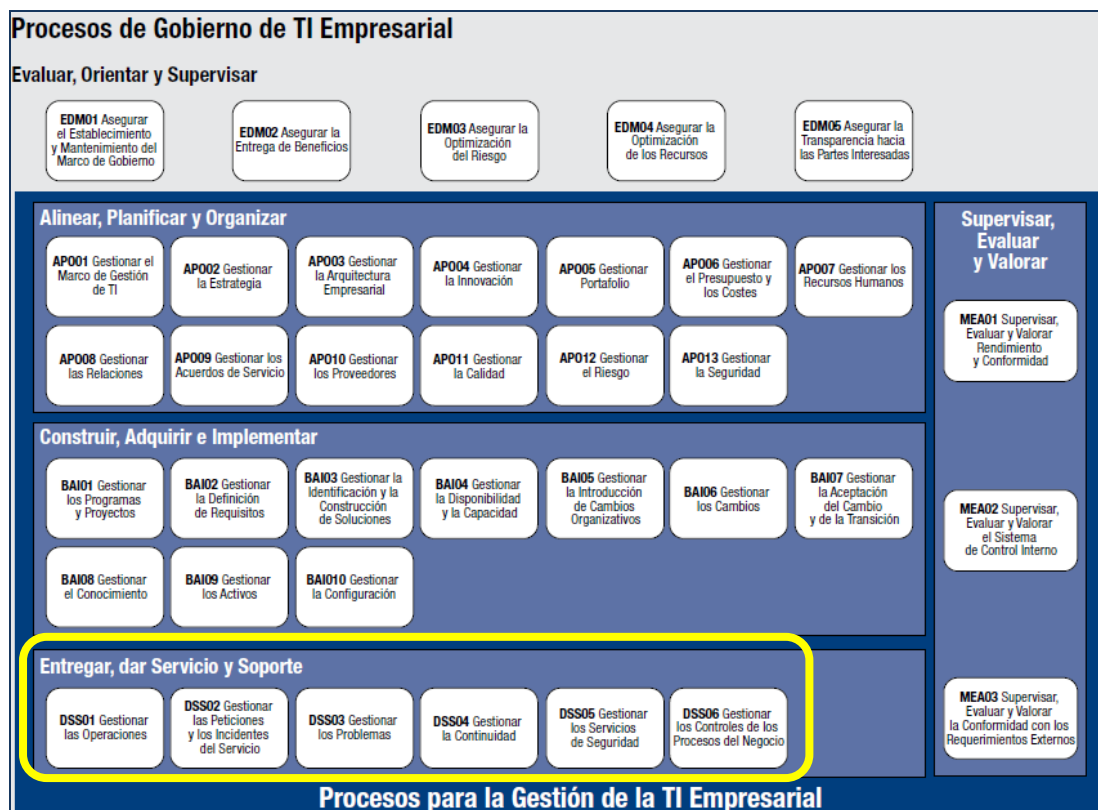 Procesos de Gobierno de TI Empresarial
Evaluar, Orientar y Supervisar
EDM01 Asegurar
el Establecimiento
y Mantenimiento del
Marco de Gobierno
EDM02 Asegurar la
Entrega de Beneficios
EDM03 Asegurar la
Optimización
del Riesgo
EDM04 Asegurar la
Optimización
de los Recursos
EDM05 Asegurar la
Transparencia hacia
las Partes Interesadas
Alinear, Planificar y Organizar
APO01 Gestionar el
Marco de Gestión
de TI
APO02 Gestionar
la Estrategia
APO03 Gestionar
la Arquitectura
Empresarial
APO04 Gestionar
la Innovación
APO05 Gestionar
Portafolio
APO06 Gestionar
el Presupuesto y
los Costes
APO07 Gestionar los
Recursos Humanos
APO08 Gestionar
las Relaciones
APO09 Gestionar los
Acuerdos de Servicio
APO10 Gestionar
los Proveedores
APO11 Gestionar
la Calidad
APO12 Gestionar
el Riesgo
APO13 Gestionar
la Seguridad
Construir, Adquirir e Implementar
BAI01 Gestionar
los Programas
y Proyectos
BAI02 Gestionar
la Definición
de Requisitos
BAI03 Gestionar la
Identificación y la
Construcción
de Soluciones
BAI04 Gestionar
la Disponibilidad
y la Capacidad
BAI05 Gestionar
la Introducción
de Cambios
Organizativos
BAI06 Gestionar
los Cambios
BAI07 Gestionar
la Aceptación
del Cambio
y de la Transición
BAI08 Gestionar
el Conocimiento
BAI09 Gestionar
los Activos
BAI010 Gestionar
la Configuración
Entregar, dar Servicio y Soporte
DSS01 Gestionar
las Operaciones
DSS02 Gestionar
las Peticiones
y los Incidentes
del Servicio
DSS03 Gestionar
los Problemas
DSS04 Gestionar
la Continuidad
DSS05 Gestionar
los Servicios
de Seguridad
DSS06 Gestionar
los Controles de los
Procesos del Negocio
Supervisar,
Evaluar
y Valorar
MEA01 Supervisar,
Evaluar y Valorar
Rendimiento
y Conformidad
MEA02 Supervisar,
Evaluar y Valorar
el Sistema
de Control Interno
MEA03 Supervisar,
Evaluar y Valorar
la Conformidad con los
Requerimientos Externos
Procesos para la Gestión de la TI Empresarial